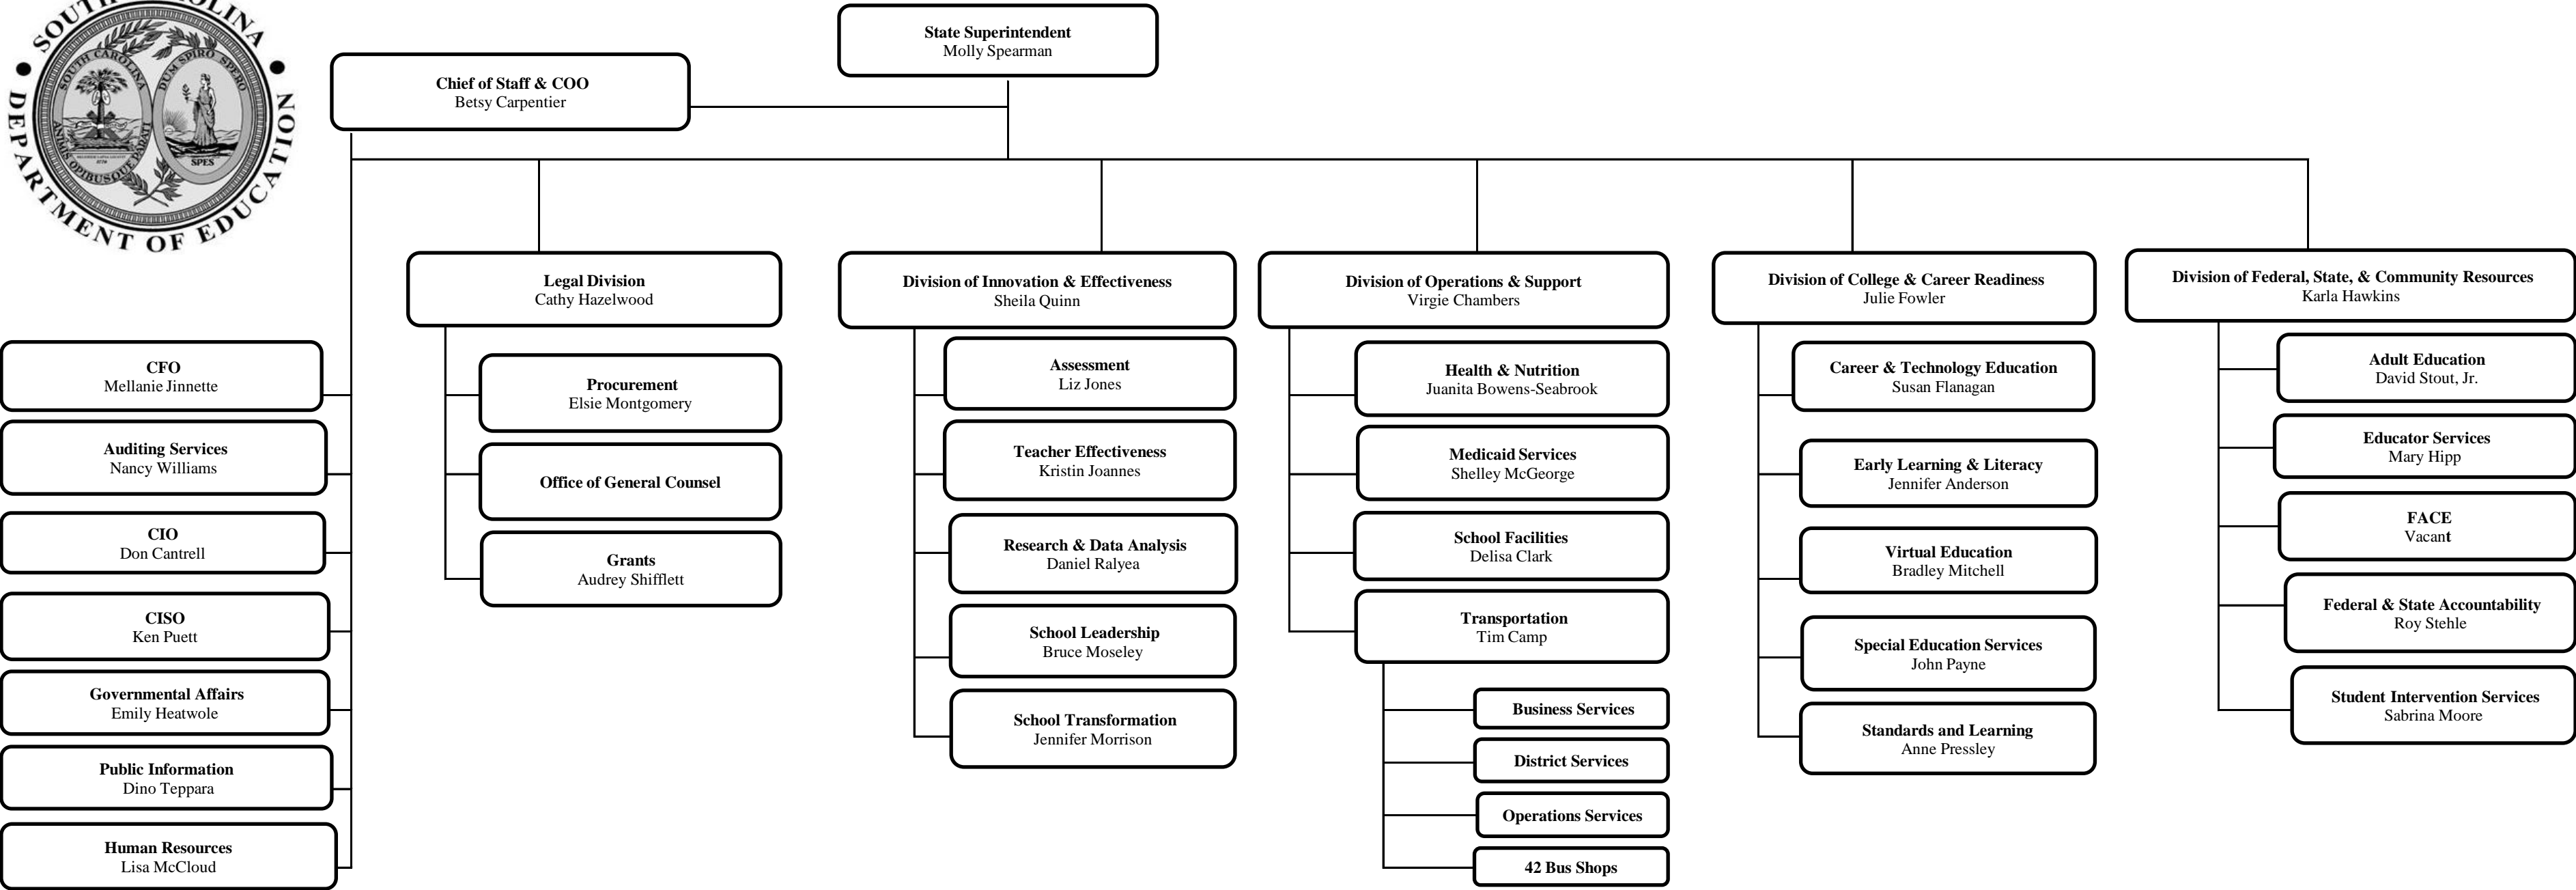 SOUTH CAROLINA
DEPARTMENT OF EDUCATION
SOUTH CAROLINA
ANIMIS OPIBUSQUE PARATI
DUM SPIRO SPERO
SPES
State Superintendent
Molly Spearman
Chief of Staff & COO
Betsy Carpentier
CFO
Mellanie Jinnette
Auditing Services
Nancy Williams
CIO
Don Cantrell
CISO
Ken Puett
Governmental Affairs
Emily Heatwole
Public Information
Dino Teppara
Human Resources
Lisa McCloud
Legal Division
Cathy Hazelwood
Procurement
Elsie Montgomery
Office of General Counsel
Grants
Audrey Shifflett
Division of Innovation & Effectiveness
Sheila Quinn
Assessment
Liz Jones
Teacher Effectiveness
Kristin Joannes
Research & Data Analysis
Daniel Ralyea
School Leadership
Bruce Moseley
School Transformation
Jennifer Morrison
Division of Operations & Support
Virgie Chambers
Health & Nutrition
Juanita Bowens-Seabrook
Medicaid Services
Shelley McGeorge
School Facilities
Delisa Clark
Transportation
Tim Camp
Business Services
District Services
Operations Services
42 Bus Shops
Division of College & Career Readiness
Julie Fowler
Career & Technology Education
Susan Flanagan
Early Learning & Literacy
Jennifer Anderson
Virtual Education
Bradley Mitchell
Special Education Services
John Payne
Standards and Learning
Anne Pressley
Division of Federal, State, & Community Resources
Karla Hawkins
Adult Education
David Stout, Jr.
Educator Services
Mary Hipp
FACE
Vacant
Federal & State Accountability
Roy Stehle
Student Intervention Services
Sabrina Moore